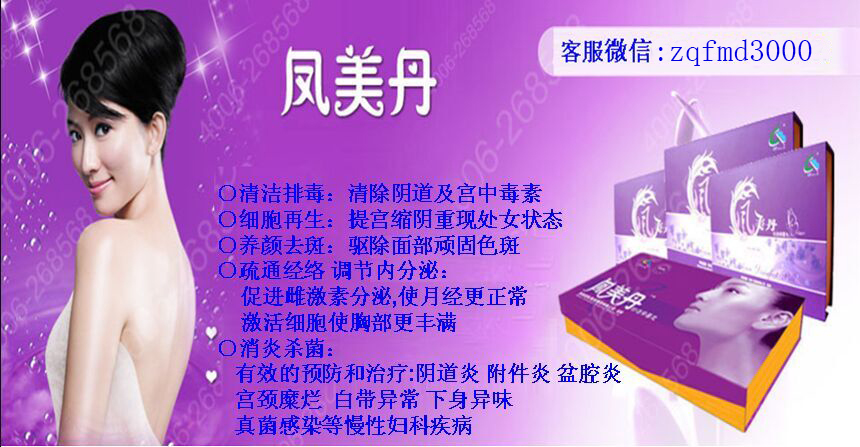 凤美丹
客服微信：zqfmd3000
○清洁排毒：清除阴道及宫中毒素
○细胞再生：提宫缩阴重现处女状态
○养颜去斑：驱除面部顽固色斑
○疏通经络 调节内分泌：
促进雌激素分泌,使月经更正常
激活细胞使胸部更丰满
○消炎杀菌：
有效的预防和治疗:阴道炎 附件炎 盆腔炎
宫颈糜烂 白带异常 下身异味
真菌感染等慢性妇科疾病
凤美丹
4006-268568